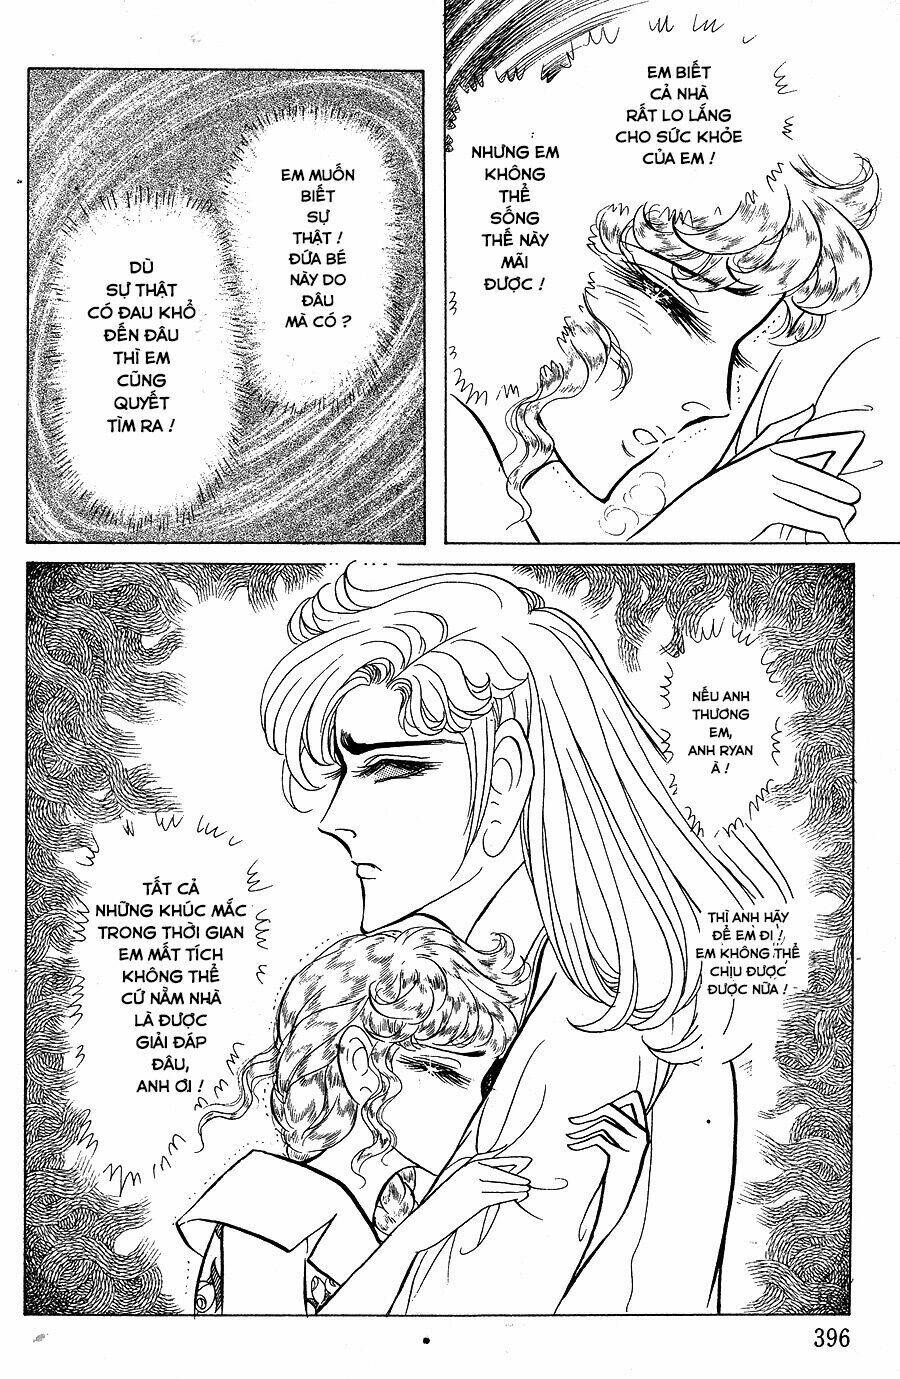 EM BIẾT
CẢ NHÀ
RẤT LO LẮNG
CHO SỨC KHỎE
CỦA EM !
NHƯNG EM
KHÔNG
THỂ
SỐNG
THẾ NÀY
MÃI
ĐƯỢC !
EM MUỐN
BIẾT
SỰ
THẬT !
ĐỨA BÉ
NÀY DO
ĐÂU
MÀ CÓ ?
DÙ
SỰ THẬT
CÓ ĐAU KHỔ
ĐẾN ĐÂU
THÌ EM
CŨNG
QUYẾT
TÌM RA !
NẾU ANH
THƯƠNG
EM,
ANH RYAN
À !
THÌ ANH HÃY
ĐỂ EM ĐI !
EM KHÔNG THỂ
CHỊU ĐƯỢC
ĐƯỢC NỮA !
TẤT CẢ
NHỮNG KHÚC MẮC
TRONG THỜI GIAN
EM MẤT TÍCH
KHÔNG THỂ
CỨ NẰM NHÀ
LÀ ĐƯỢC
GIẢI ĐÁP
ĐÂU,
ANH ƠI !
396